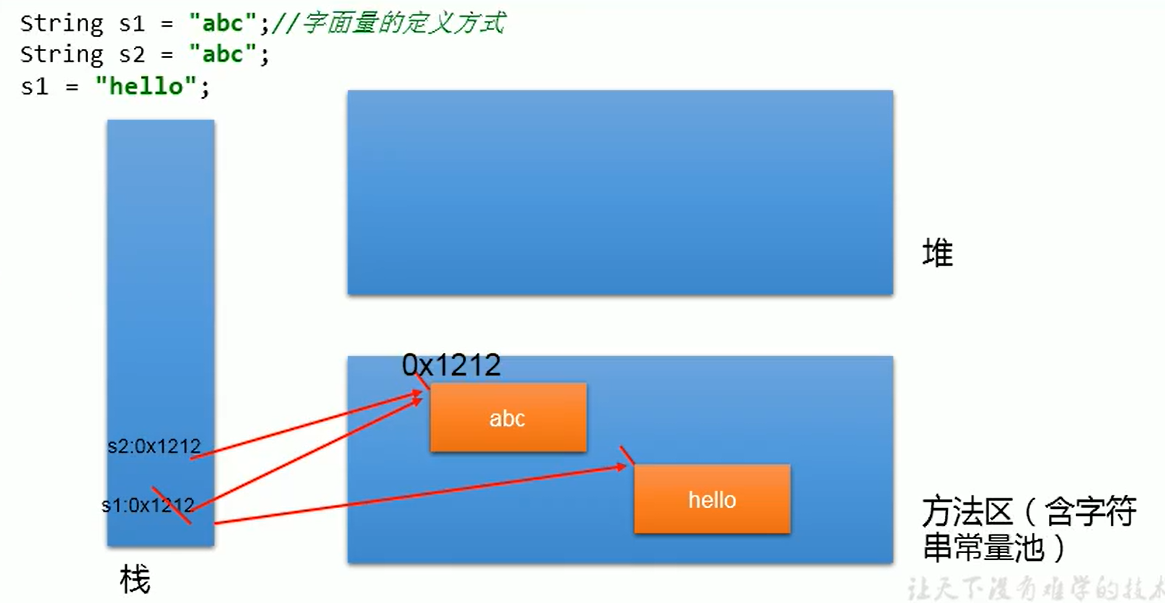 String s1 = "abc";//字面量的定义方式
String s2 = "abc";
s1 = "hello";
堆
0x1212
abc
s2:0x1212
s1:0x1212
hello
方法区（含字符
串常量池）
栈
让天下没有难学的技术